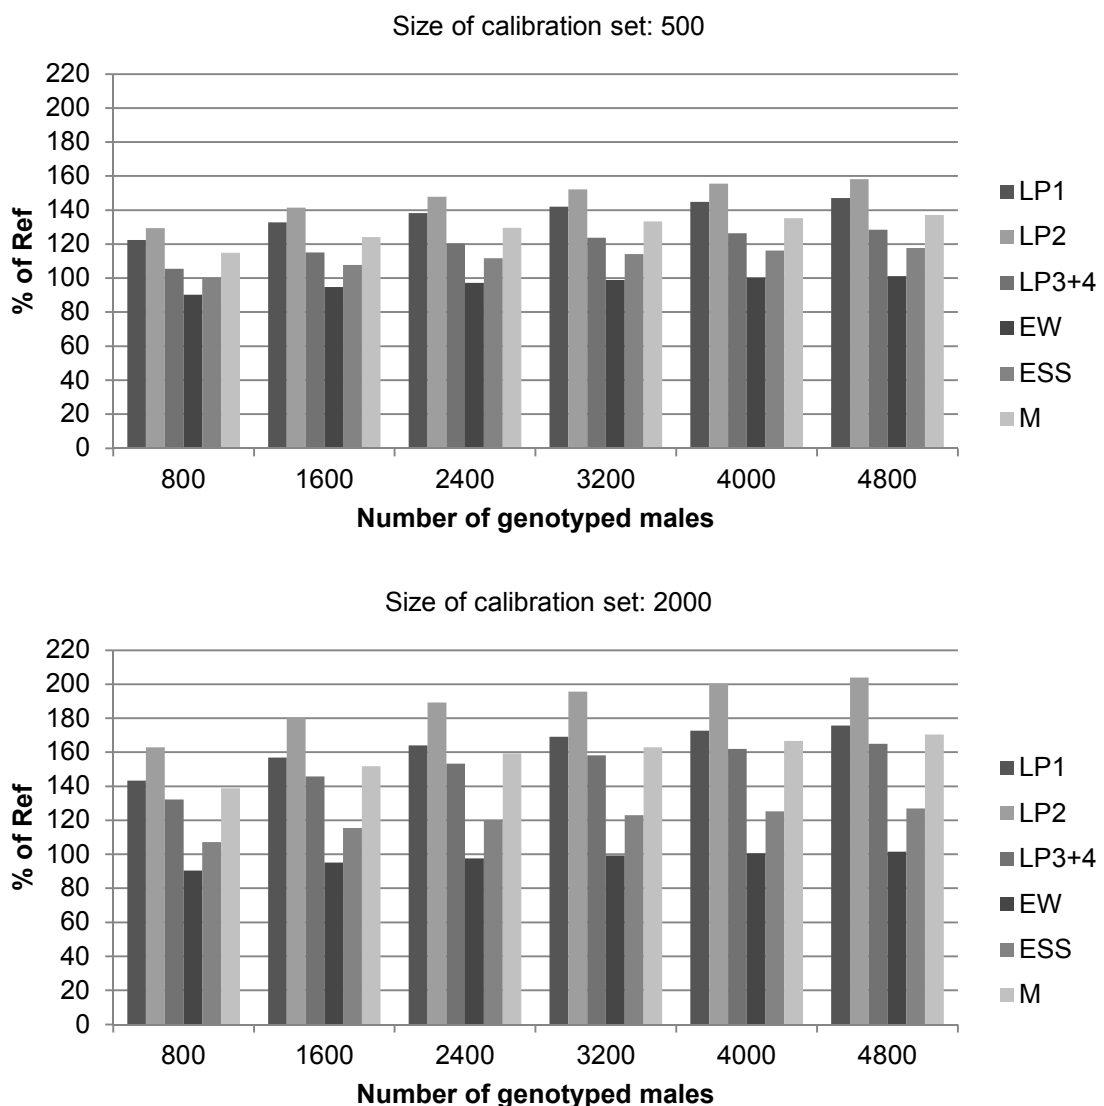 Size of calibration set: 500
220
200
180
160
140
120
100
80
60
40
20
0
% of Ref
800 1600 2400 3200 4000 4800
Number of genotyped males
LP1
LP2
LP3+4
EW
ESS
M
Size of calibration set: 2000
220
200
180
160
140
120
100
80
60
40
20
0
% of Ref
800 1600 2400 3200 4000 4800
Number of genotyped males
LP1
LP2
LP3+4
EW
ESS
M